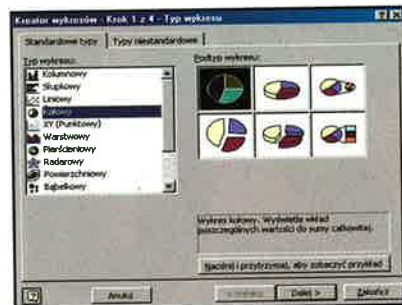 Kreator wykresów - Krok 1 z 4 - Typ wykresu
Standardowe typy
Typy niestandardowe
Typ wykresu:
Kolumnowy
Słupkowy
Liniowy
Kołowy
XY (Punktowy)
Warstwowy
Pierścieniowy
Radarowy
Powierzchniowy
Bąbelkowy
Podtyp wykresu:
Wykres kołowy. Wyświetla wkład
poszczególnych wartości do sumy całkowitej.
Naciśnij i przytrzymaj, aby zobaczyć przykład
Anuluj
< Wstecz
Dalej >
Zakończ